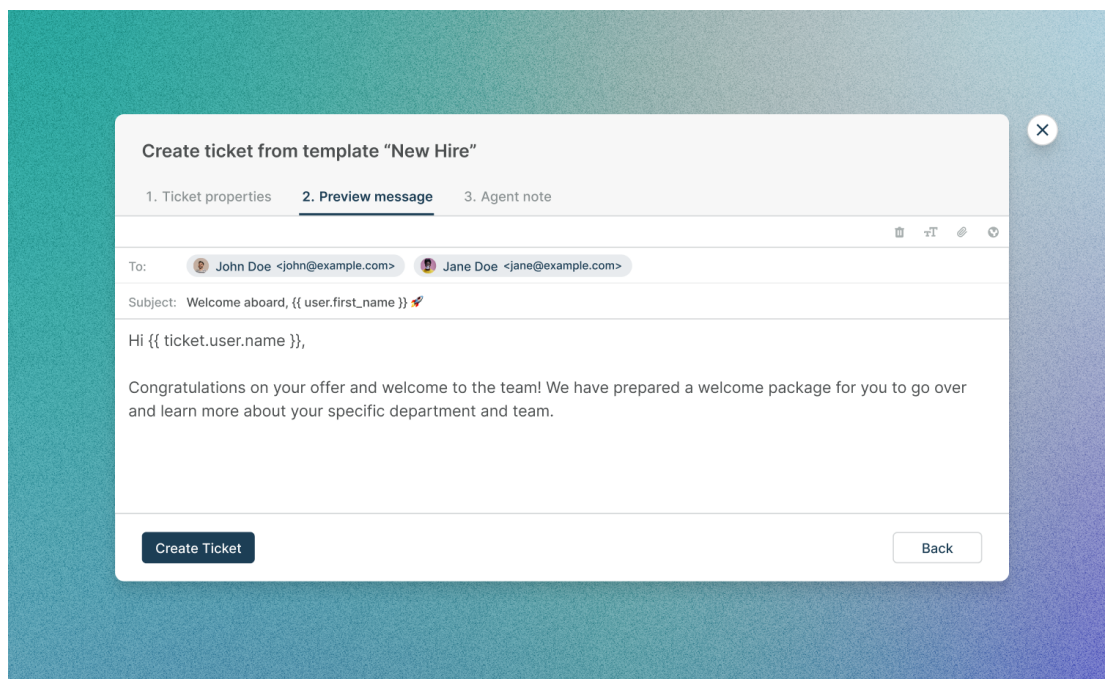 Create ticket from template “New Hire”
1. Ticket properties 2. Preview message 3. Agent note
To: John Doe <john@example.com> Jane Doe <jane@example.com>
Subject: Welcome aboard, {{ user.first_name }} 🚀
Hi {{ ticket.user.name }},
Congratulations on your offer and welcome to the team! We have prepared a welcome package for you to go over
and learn more about your specific department and team.
Create Ticket Back